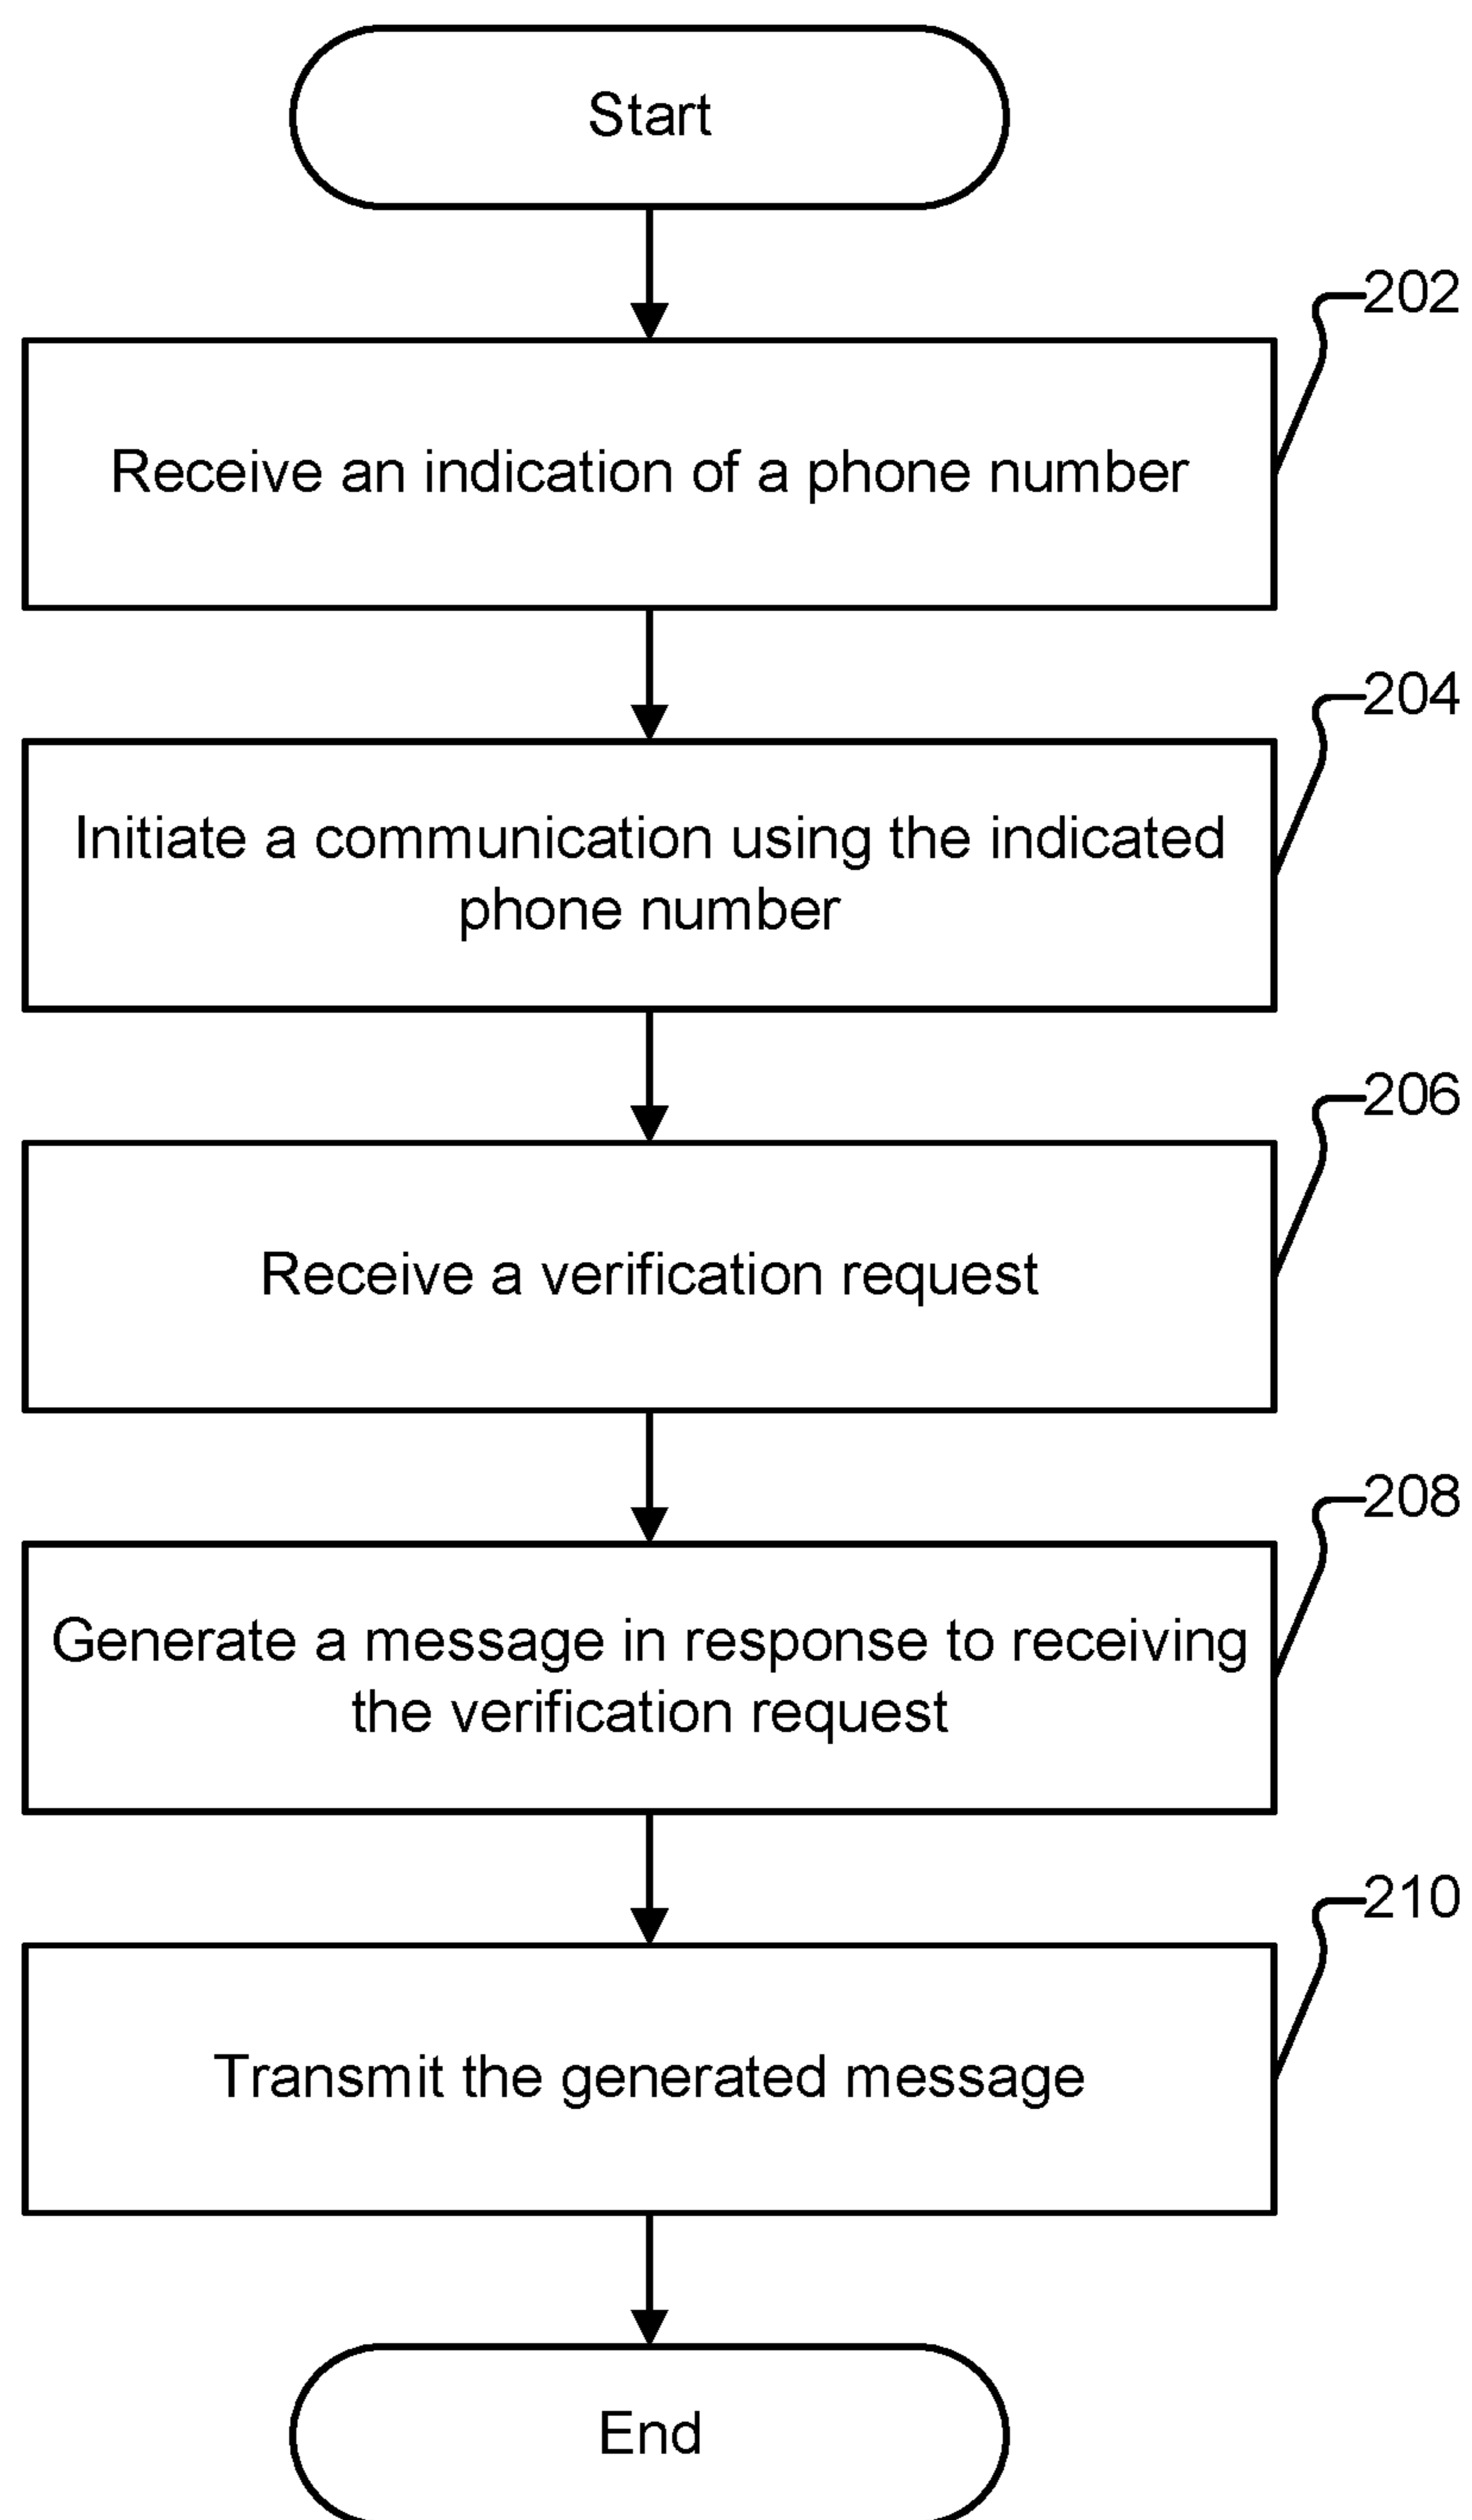 Start
202
Receive an indication of a phone number
204
Initiate a communication using the indicated
phone number
206
Receive a verification request
208
Generate a message in response to receiving
the verification request
210
Transmit the generated message
End